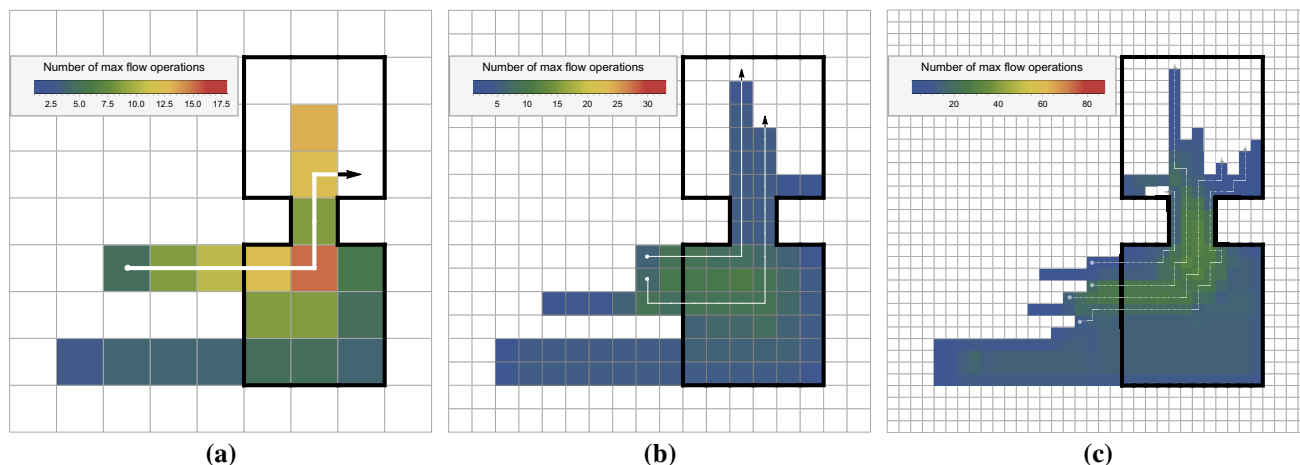 Number of max flow operations
2.5 5.0 7.5 10.0 12.5 15.0 17.5
(a)
Number of max flow operations
5 10 15 20 25 30
(b)
Number of max flow operations
20 40 60 80
(c)